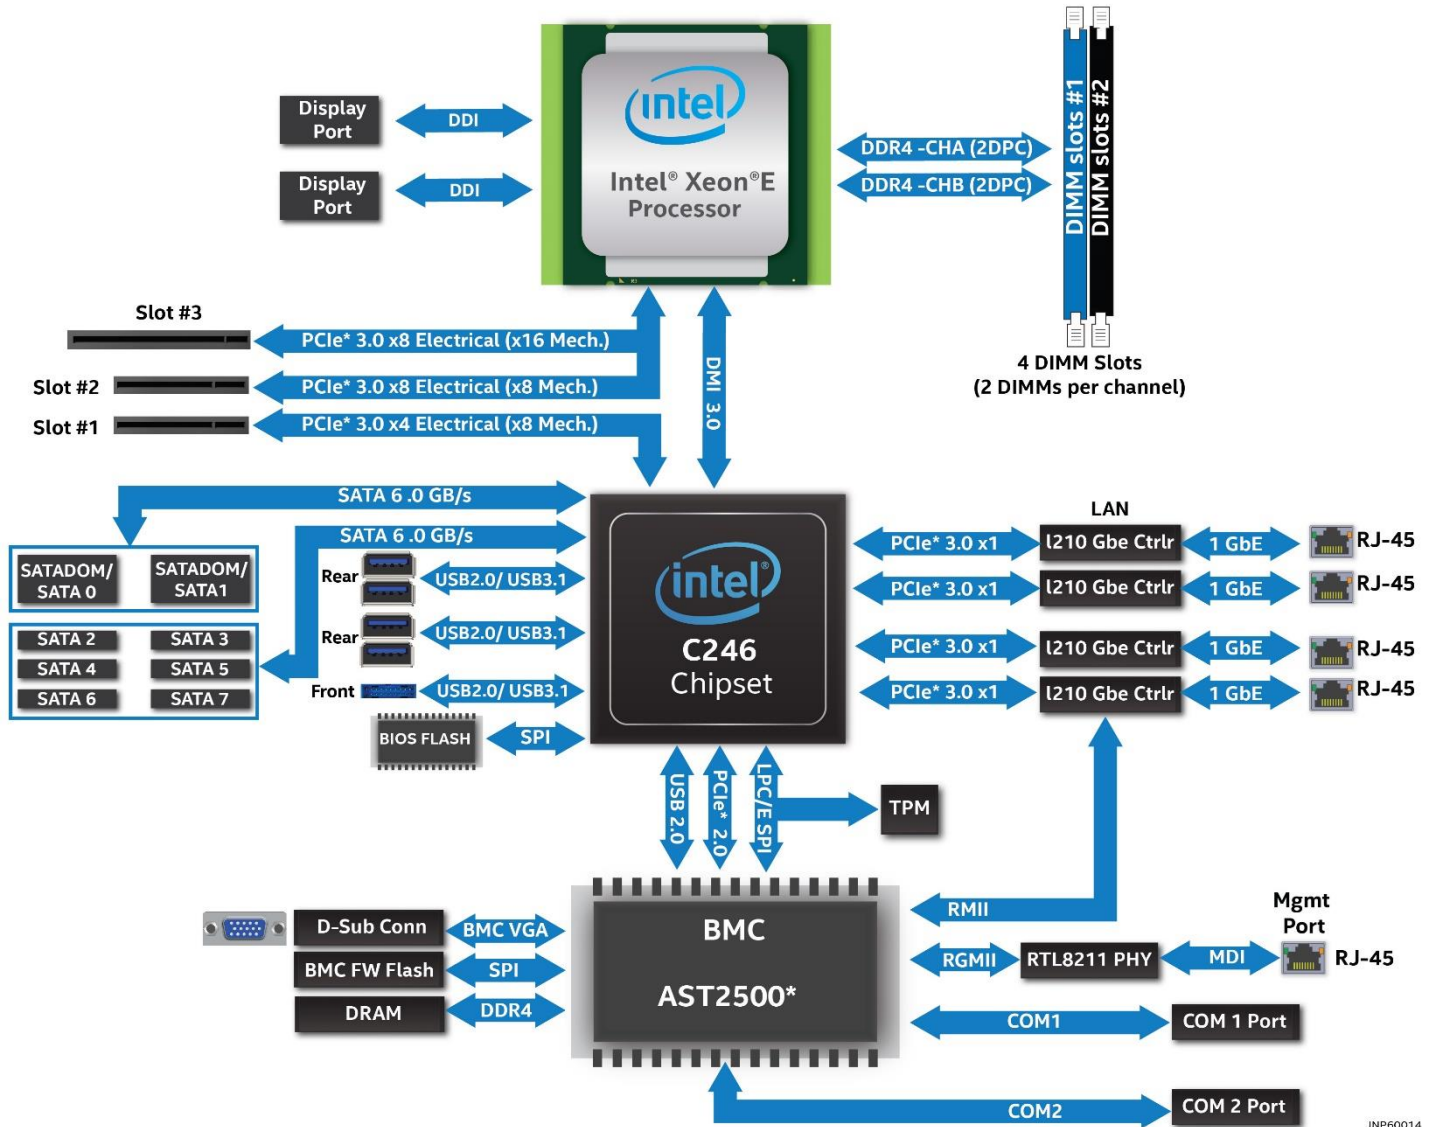 Display
Port
DDI
Display
Port
DDI
intel®
Intel® Xeon®E
Processor
DDR4 -CHA (2DPC)
DDR4 -CHB (2DPC)
DIMM slots #1
DIMM slots #2
4 DIMM Slots
(2 DIMMs per channel)
Slot #3
PCIe* 3.0 x8 Electrical (x16 Mech.)
Slot #2
PCIe* 3.0 x8 Electrical (x8 Mech.)
Slot #1
PCIe* 3.0 x4 Electrical (x8 Mech.)
DMI 3.0
SATA 6 .0 GB/s
SATA 6 .0 GB/s
SATADOM/
SATA 0
SATADOM/
SATA1
SATA 2
SATA 3
SATA 4
SATA 5
SATA 6
SATA 7
Rear
USB2.0/ USB3.1
Rear
USB2.0/ USB3.1
Front
USB2.0/ USB3.1
BIOS FLASH
SPI
intel®
C246
Chipset
LAN
PCIe* 3.0 x1
I210 Gbe Ctrlr
1 GbE
RJ-45
PCIe* 3.0 x1
I210 Gbe Ctrlr
1 GbE
RJ-45
PCIe* 3.0 x1
I210 Gbe Ctrlr
1 GbE
RJ-45
PCIe* 3.0 x1
I210 Gbe Ctrlr
1 GbE
RJ-45
USB 2.0
PCIe* 2.0
LPC/E SPI
TPM
BMC
AST2500*
D-Sub Conn
BMC VGA
BMC FW Flash
SPI
DRAM
DDR4
RMII
RGMII
RTL8211 PHY
MDI
Mgmt
Port
RJ-45
COM1
COM 1 Port
COM2
COM 2 Port
INP60014